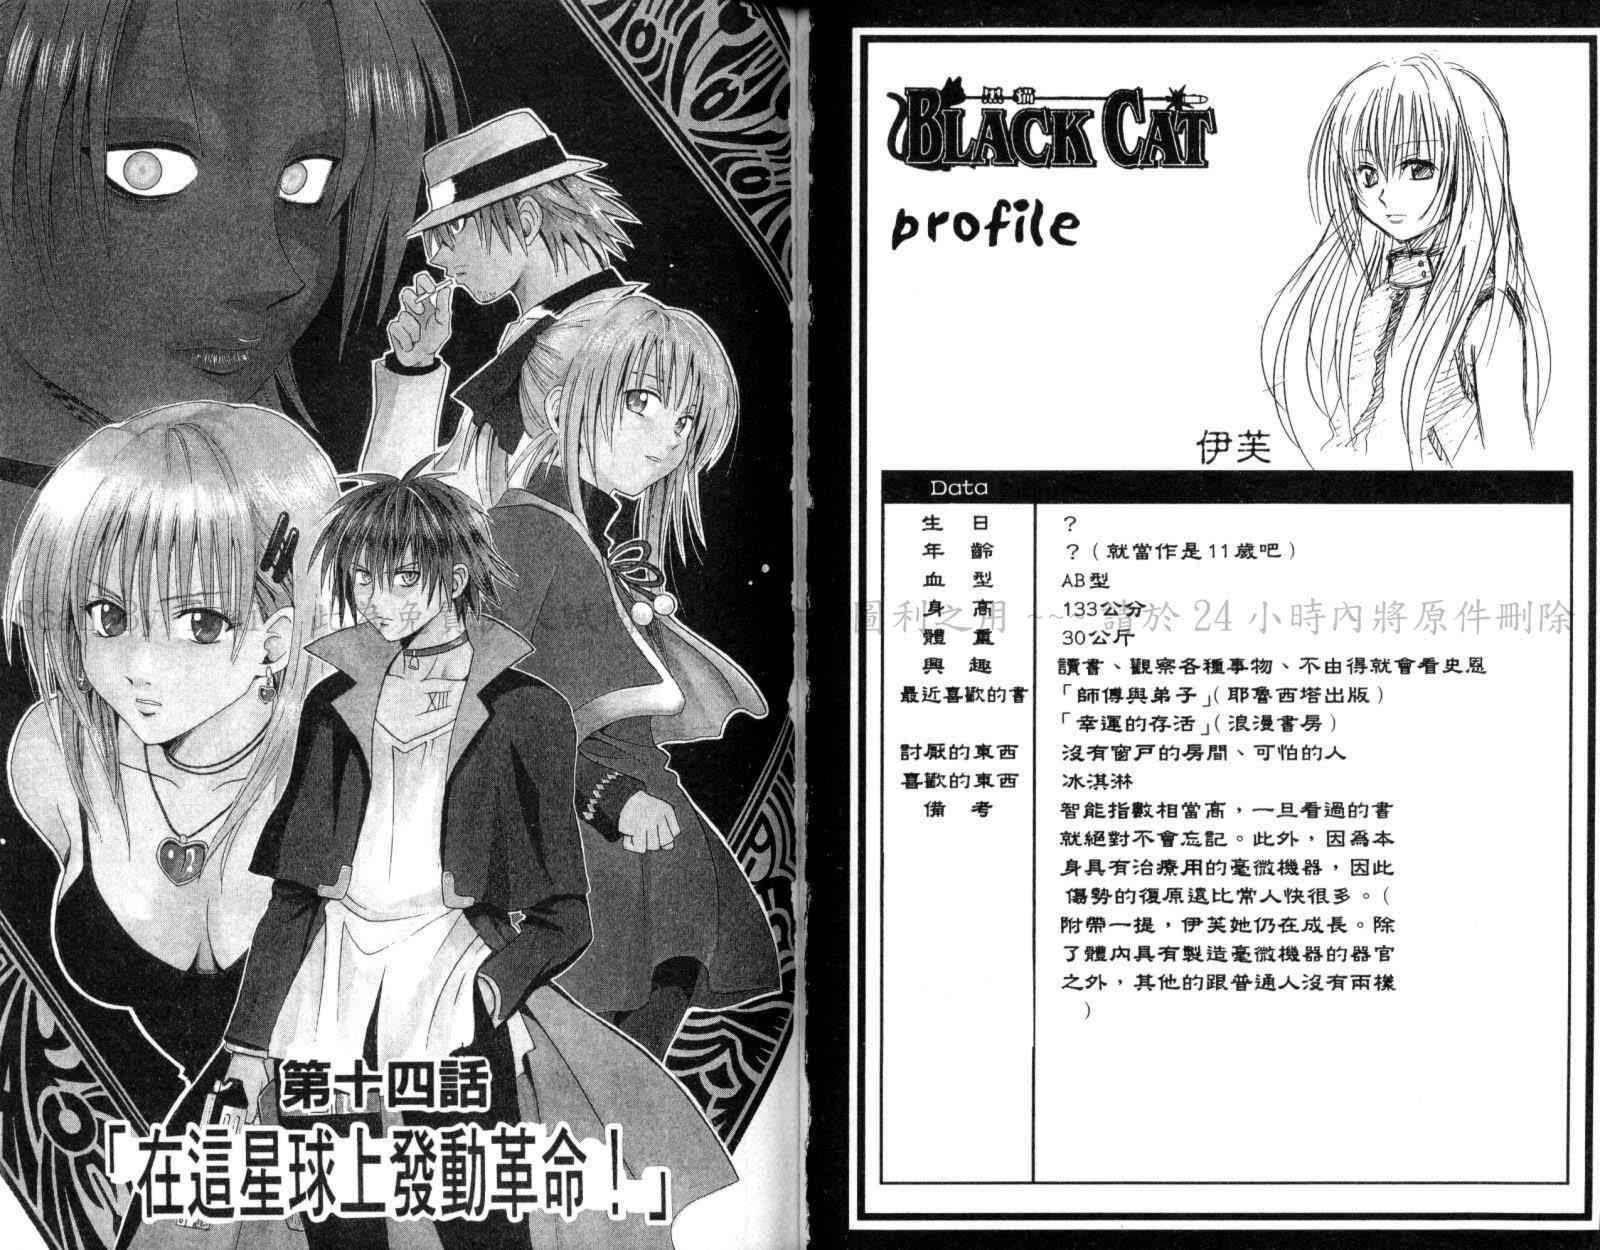 第十四話
「在這星球上發動革命！」
XIII
BLACK CAT
黑猫
profile
伊芙
Data
生日 ？
年齡 ？（就當作是11歲吧）
血型 AB型
身高 133公分
體重 30公斤
興趣 讀書、觀察各種事物、不由得就會看史恩
最近喜歡的書 「師傅與弟子」（耶魯西塔出版）
「幸運的存活」（浪漫書房）
討厭的東西 沒有窗戸的房間、可怕的人
喜歡的東西 冰淇淋
備考 智能指數相當高，一旦看過的書
就絕對不會忘記。此外，因為本
身具有治療用的毫微機器，因此
傷勢的復原遠比常人快很多。（
附帶一提，伊芙她仍在成長。除
了體內具有製造毫微機器的器官
之外，其他的跟普通人沒有兩樣
）
圖利之用 ~~ 請於 24 小時內將原件刪除